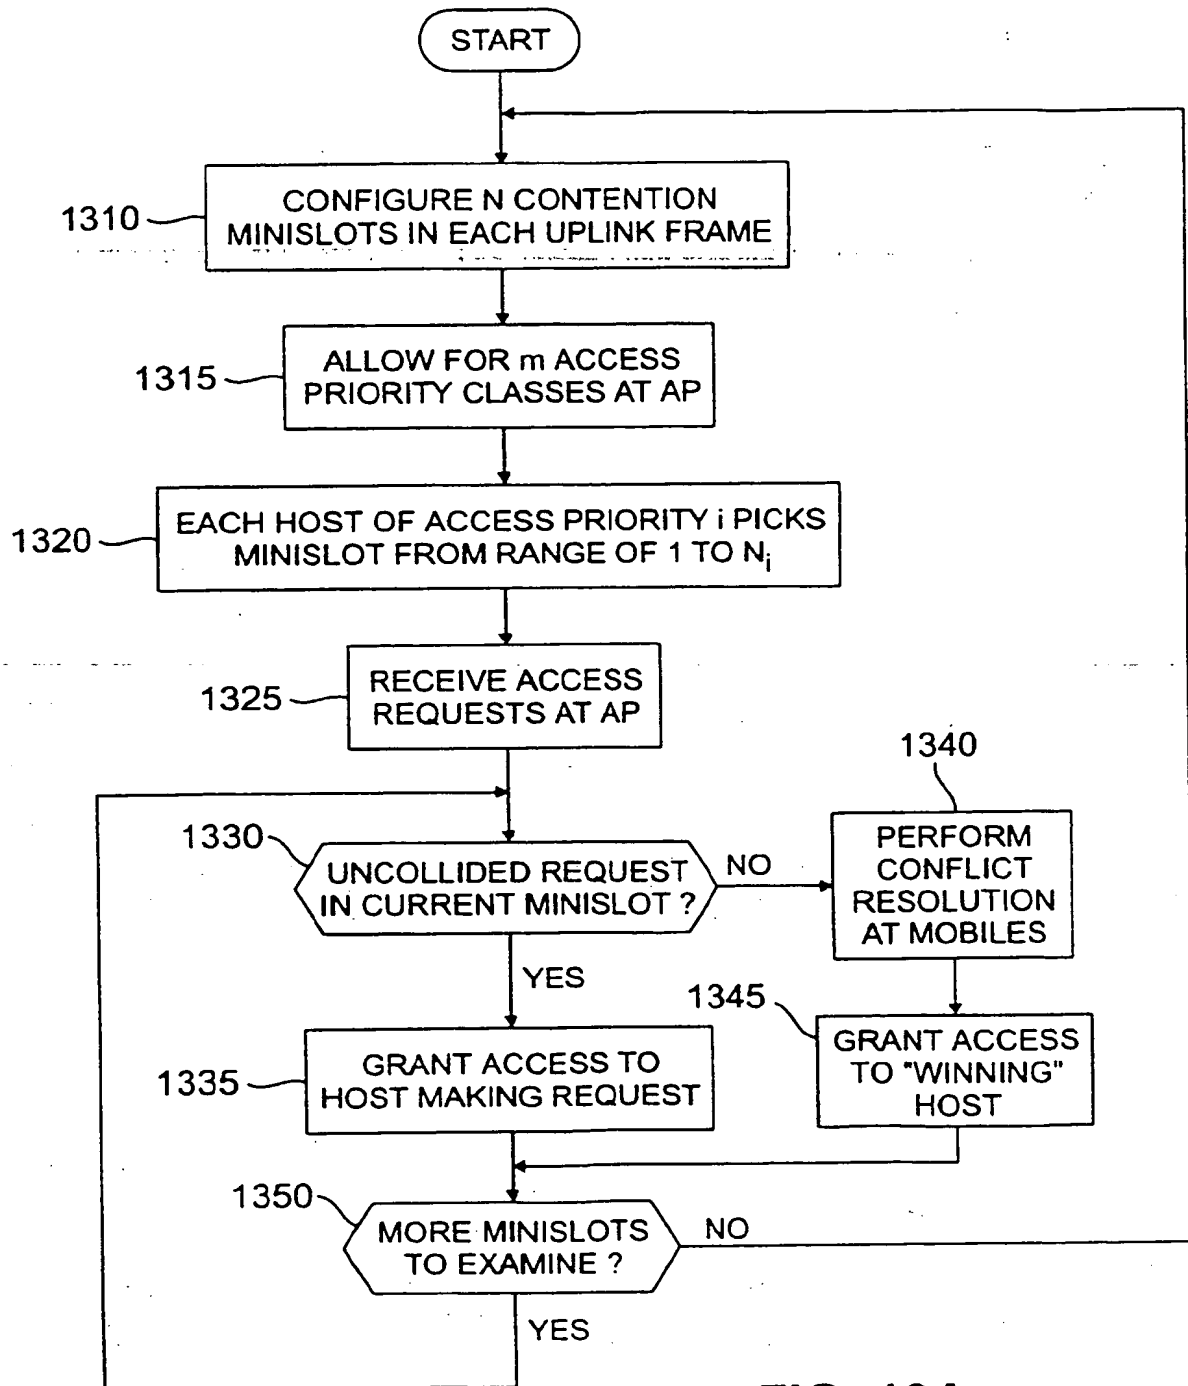 START
1310
CONFIGURE N CONTENTION
MINISLOTS IN EACH UPLINK FRAME
1315
ALLOW FOR m ACCESS
PRIORITY CLASSES AT AP
1320
EACH HOST OF ACCESS PRIORITY i PICKS
MINISLOT FROM RANGE OF 1 TO Ni
1325
RECEIVE ACCESS
REQUESTS AT AP
1330
UNCOLLIDED REQUEST
IN CURRENT MINISLOT ?
NO
YES
1340
PERFORM
CONFLICT
RESOLUTION
AT MOBILES
1335
GRANT ACCESS TO
HOST MAKING REQUEST
1345
GRANT ACCESS
TO "WINNING"
HOST
1350
MORE MINISLOTS
TO EXAMINE ?
NO
YES